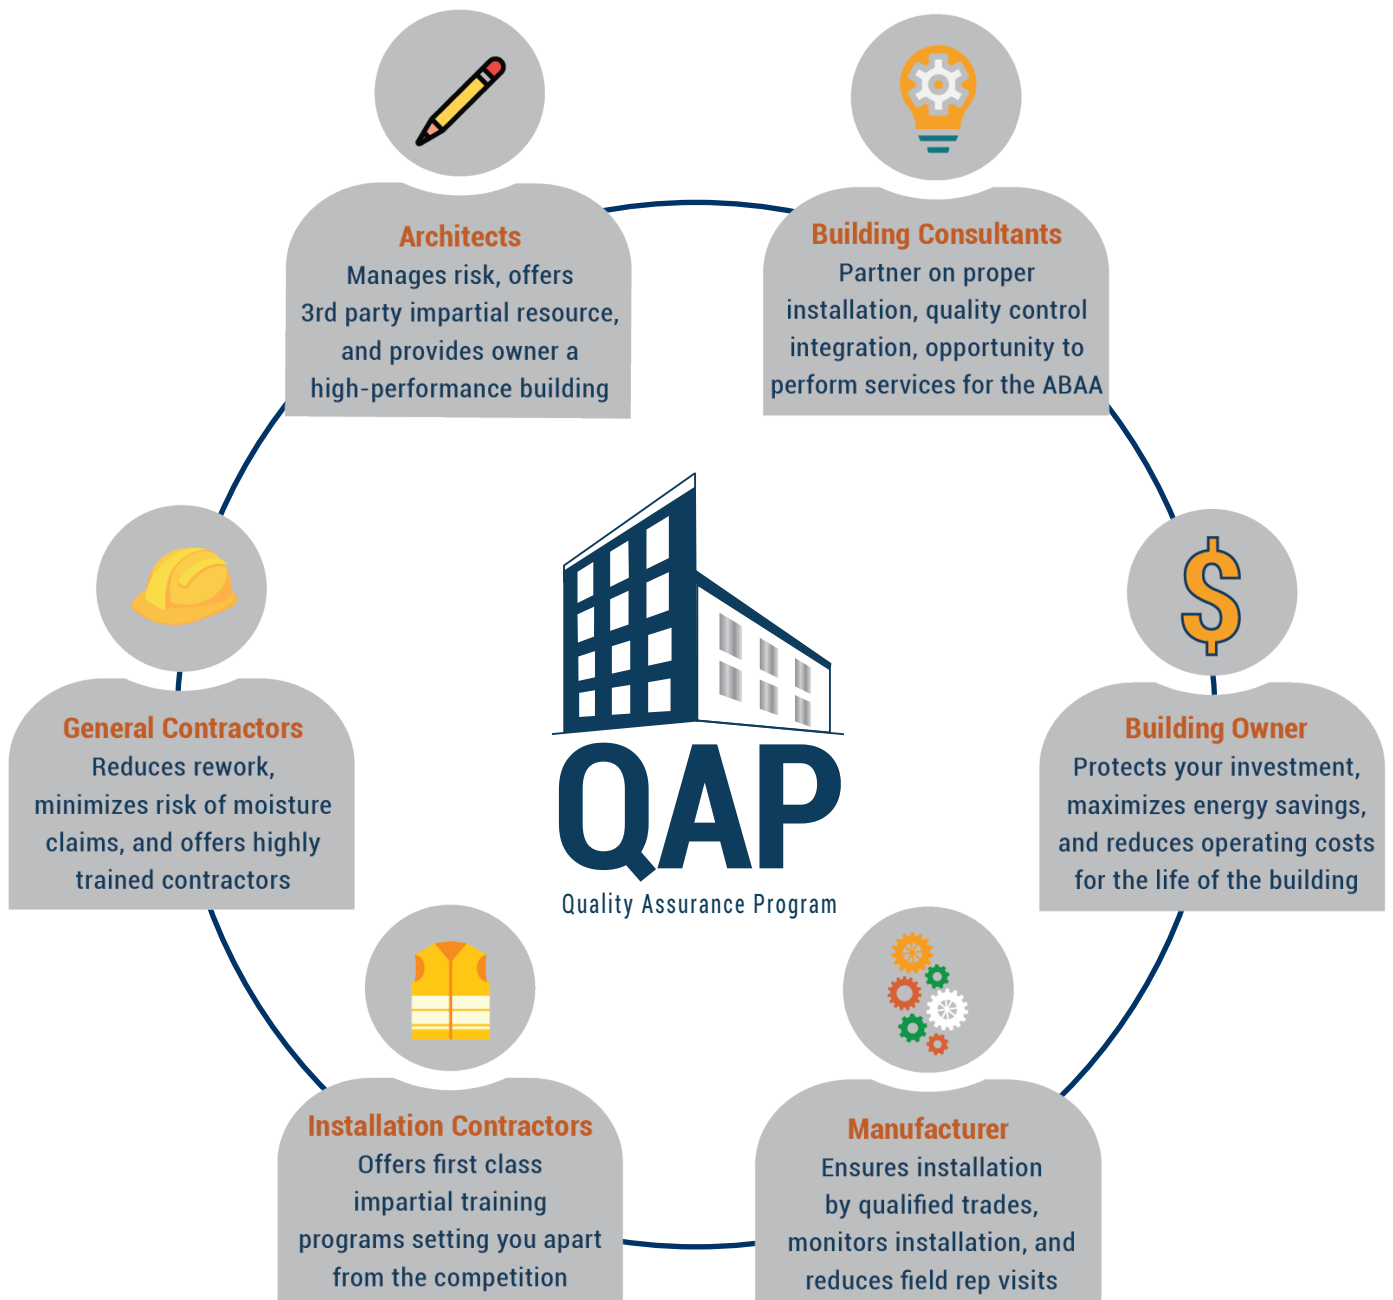 Architects
Manages risk, offers
3rd party impartial resource,
and provides owner a
high-performance building
Building Consultants
Partner on proper
installation, quality control
integration, opportunity to
perform services for the ABAA
General Contractors
Reduces rework,
minimizes risk of moisture
claims, and offers highly
trained contractors
QAP
Quality Assurance Program
Building Owner
Protects your investment,
maximizes energy savings,
and reduces operating costs
for the life of the building
Installation Contractors
Offers first class
impartial training
programs setting you apart
from the competition
Manufacturer
Ensures installation
by qualified trades,
monitors installation, and
reduces field rep visits